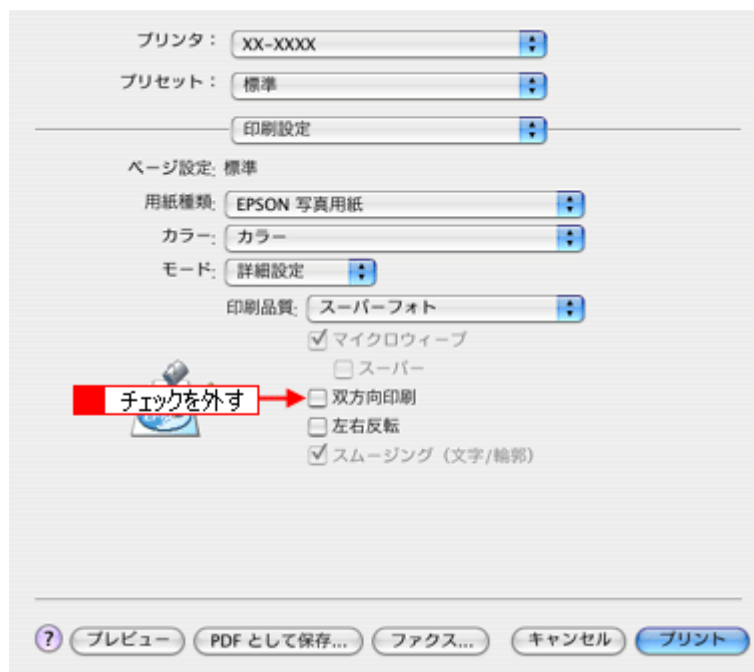 プリンタ： XX-XXXX
プリセット： 標準
印刷設定
ページ設定: 標準
用紙種類: EPSON 写真用紙
カラー: カラー
モード: 詳細設定
印刷品質: スーパーフォト
マイクロウィーブ
スーパー
チェックを外す 双方向印刷
左右反転
スムージング（文字/輪郭）
? プレビュー PDF として保存... ファクス... キャンセル プリント